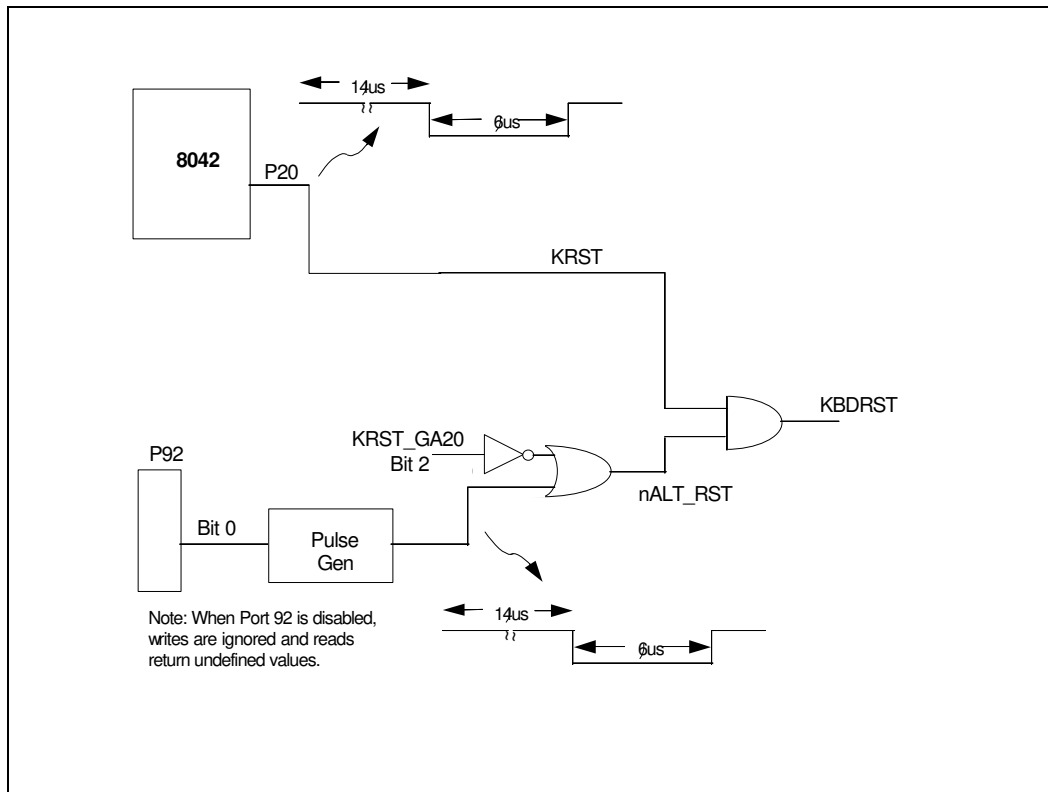 14us
6us
8042
P20
KRST
KBDRST
KRST_GA20
Bit 2
P92
nALT_RST
Bit 0
Pulse
Gen
14us
6us
Note: When Port 92 is disabled,
writes are ignored and reads
return undefined values.